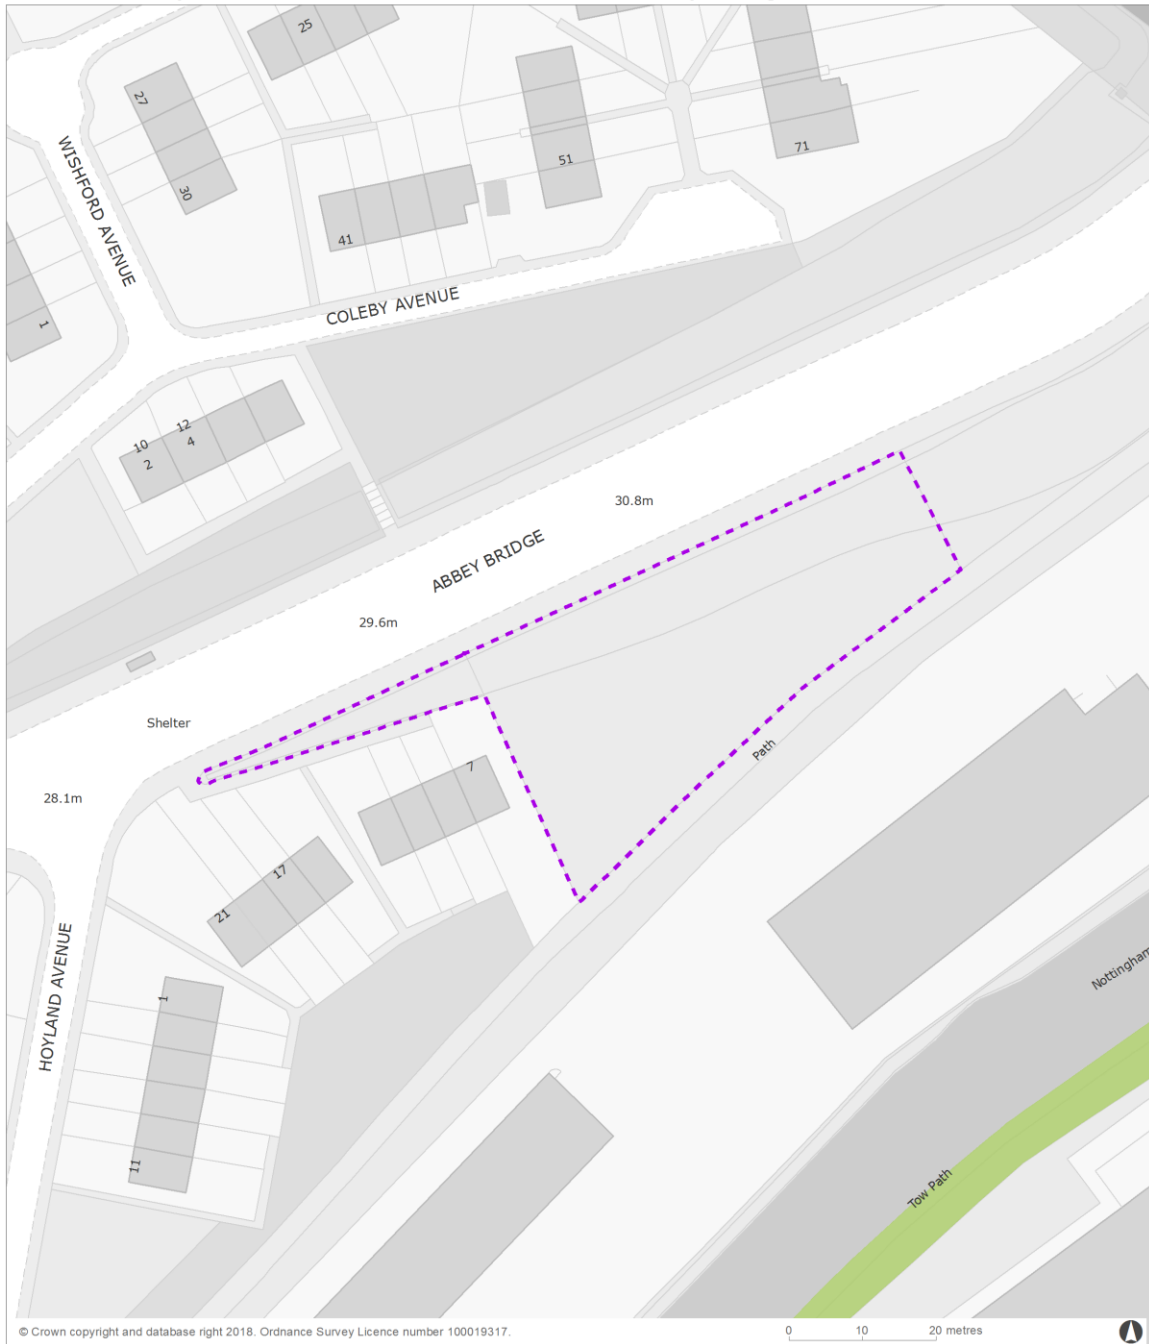 25
27
51
71
WISHFORD AVENUE
30
41
COLEBY AVENUE
1
10
12
2
4
30.8m
ABBEY BRIDGE
29.6m
Shelter
Path
7
28.1m
17
21
HOYLAND AVENUE
Nottingham
1
11
Tow Path
© Crown copyright and database right 2018. Ordnance Survey Licence number 100019317.
0 10 20 metres